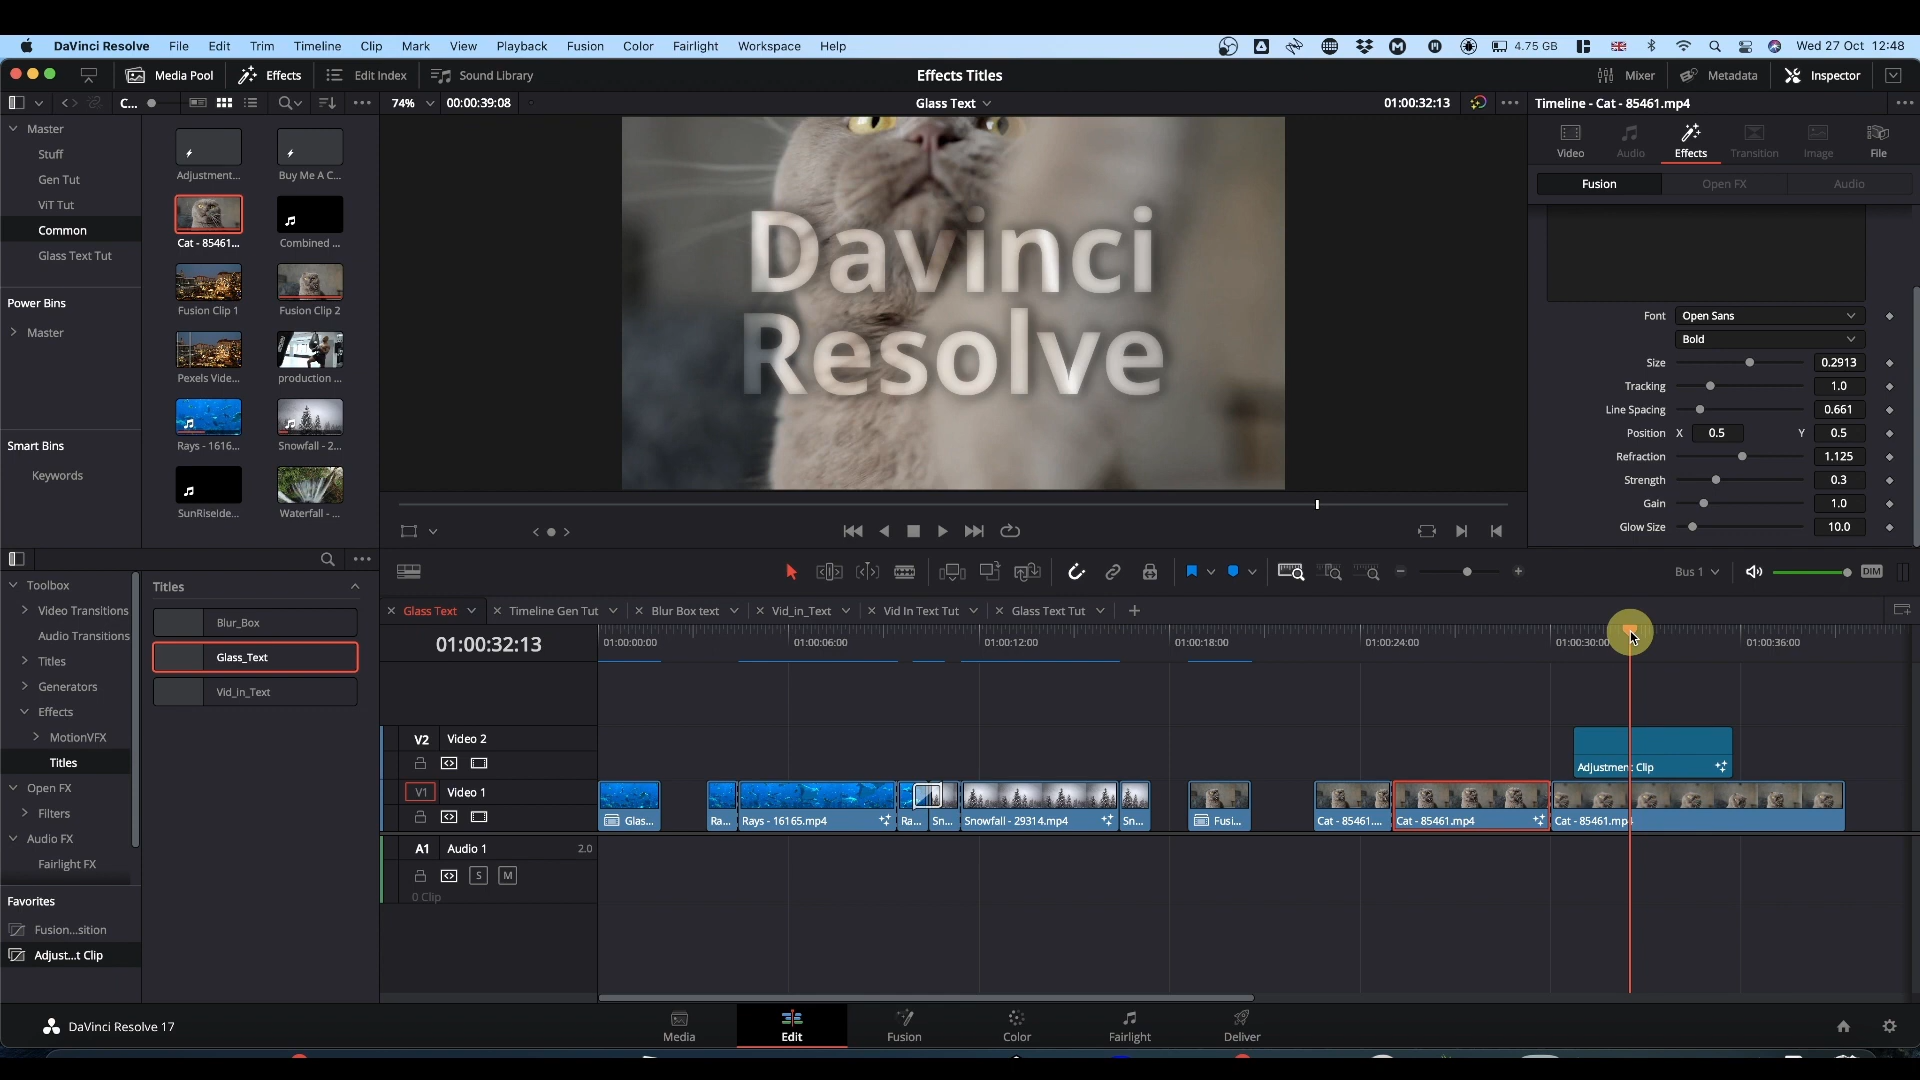 DaVinci Resolve File Edit Trim Timeline Clip Mark View Playback Fusion Color Fairlight Workspace Help 4.75 GB Wed 27 Oct 12:48
Media Pool Effects Edit Index Sound Library Effects Titles Mixer Metadata Inspector
C... 74% 00:00:39:08 Glass Text 01:00:32:13 Timeline - Cat - 85461.mp4
Master
Stuff
Gen Tut
ViT Tut
Common
Glass Text Tut
Power Bins
Master
Smart Bins
Keywords
Adjustment... Buy Me A C...
Cat - 85461... Combined ...
Fusion Clip 1 Fusion Clip 2
Pexels Vide... production ...
Rays - 1616... Snowfall - 2...
SunRiseIde... Waterfall - ...
Davinci
Resolve
Video Audio Effects Transition Image File
Fusion Open FX Audio
Font Open Sans
Bold
Size 0.2913
Tracking 1.0
Line Spacing 0.661
Position X 0.5 Y 0.5
Refraction 1.125
Strength 0.3
Gain 1.0
Glow Size 10.0
Bus 1 DIM
Toolbox
Video Transitions
Audio Transitions
Titles
Generators
Effects
MotionVFX
Titles
Open FX
Filters
Audio FX
Fairlight FX
Favorites
Fusion...sition
Adjust...t Clip
Titles
Blur_Box
Glass_Text
Vid_in_Text
Glass Text Timeline Gen Tut Blur Box text Vid_in_Text Vid In Text Tut Glass Text Tut
01:00:32:13 01:00:00:00 01:00:06:00 01:00:12:00 01:00:18:00 01:00:24:00 01:00:30:00 01:00:36:00
V2 Video 2
Adjustment Clip
V1 Video 1
Glas... Ra... Rays - 16165.mp4 Ra... Sn... Snowfall - 29314.mp4 Sn... Fusi... Cat - 85461.... Cat - 85461.mp4 Cat - 85461.mp4
A1 Audio 1 2.0
S M
0 Clip
DaVinci Resolve 17 Media Edit Fusion Color Fairlight Deliver